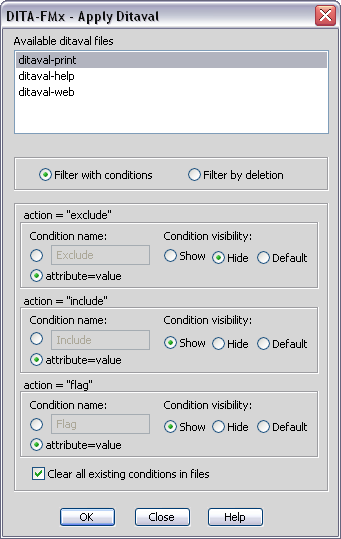 DITA-FMx - Apply Ditaval
Available ditaval files
ditaval-print
ditaval-help
ditaval-web
Filter with conditions Filter by deletion
action = "exclude"
Condition name: Condition visibility:
Exclude Show Hide Default
attribute=value
action = "include"
Condition name: Condition visibility:
Include Show Hide Default
attribute=value
action = "flag"
Condition name: Condition visibility:
Flag Show Hide Default
attribute=value
Clear all existing conditions in files
OK Close Help